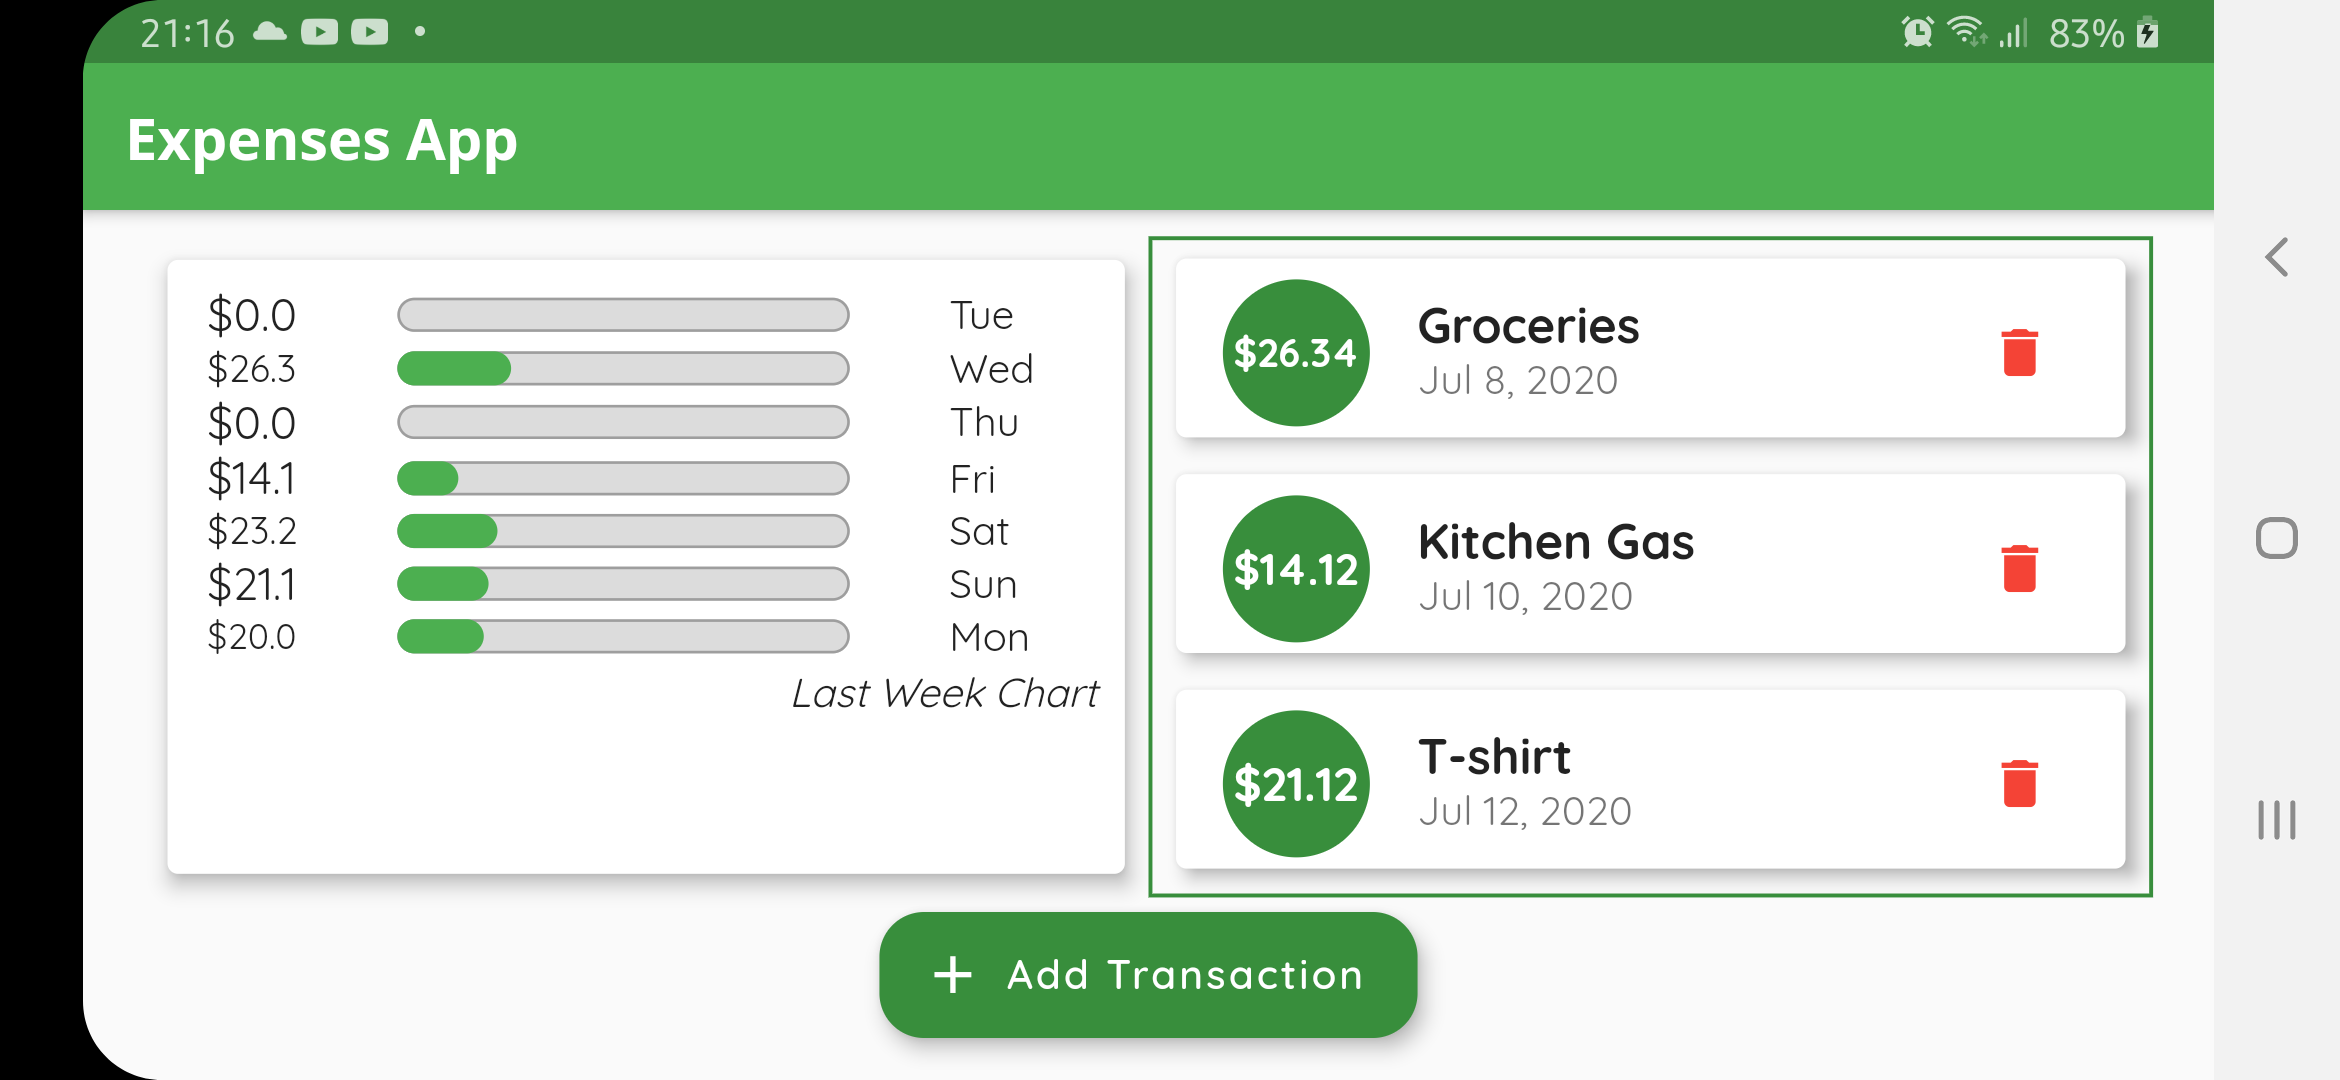 21:16
83%
Expenses App
$0.0 Tue
$26.3 Wed
$0.0 Thu
$14.1 Fri
$23.2 Sat
$21.1 Sun
$20.0 Mon
Last Week Chart
$26.34
Groceries
Jul 8, 2020
$14.12
Kitchen Gas
Jul 10, 2020
$21.12
T-shirt
Jul 12, 2020
+ Add Transaction